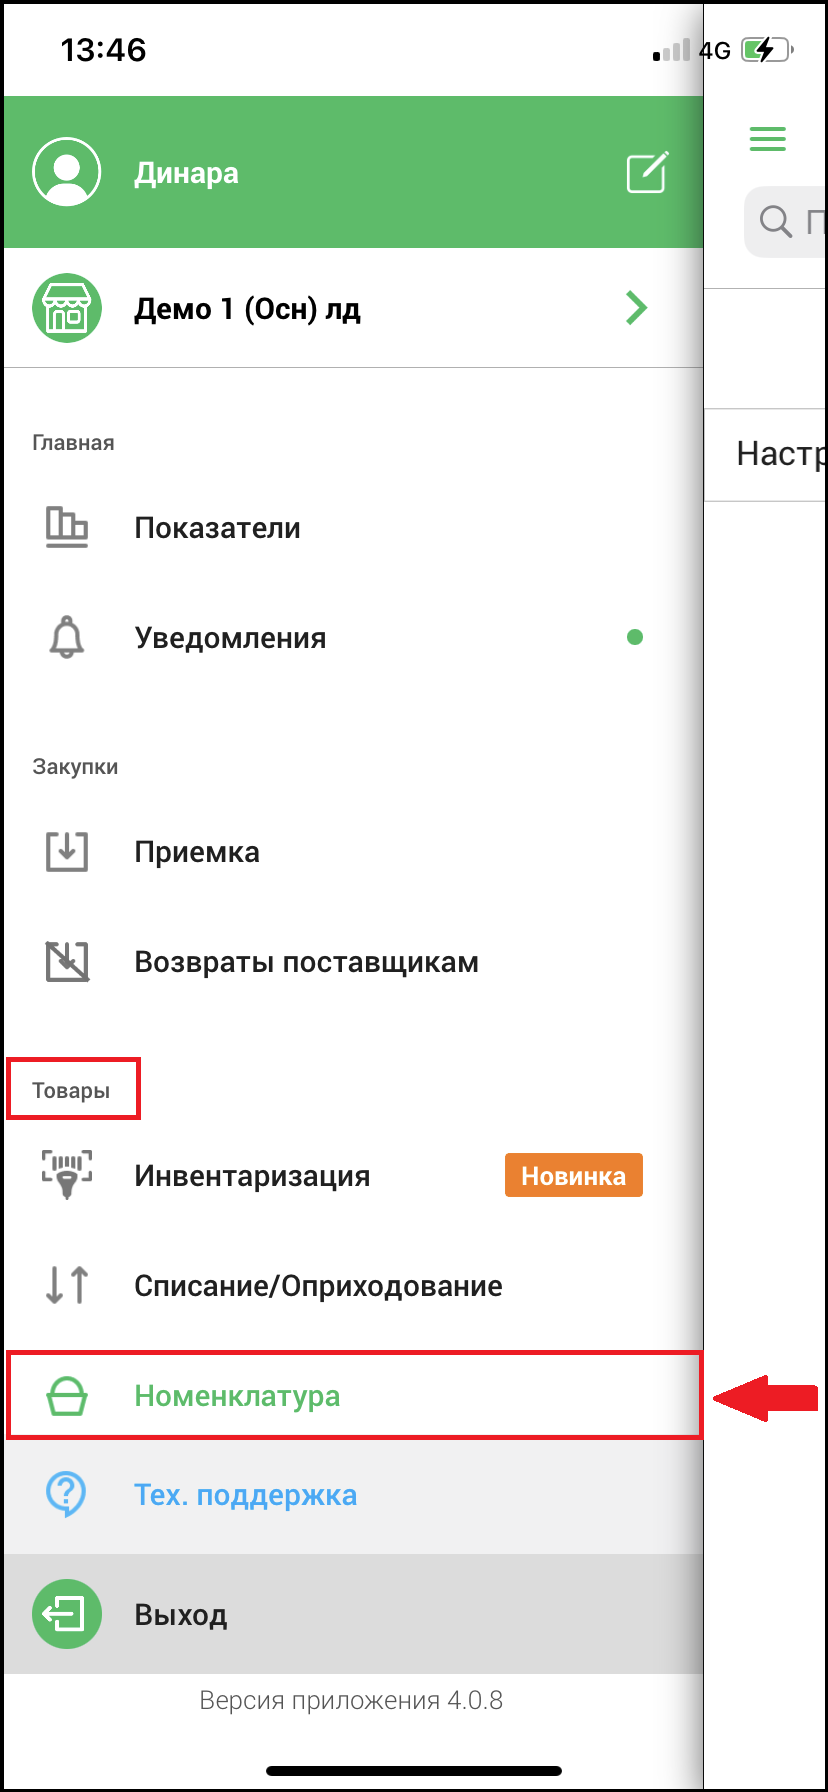 13:46
4G
Динара
Демо 1 (Осн) лд
Главная
Показатели
Уведомления
Закупки
Приемка
Возвраты поставщикам
Товары
Инвентаризация
Новинка
Списание/Оприходование
Номенклатура
Тех. поддержка
Выход
Версия приложения 4.0.8
Настр